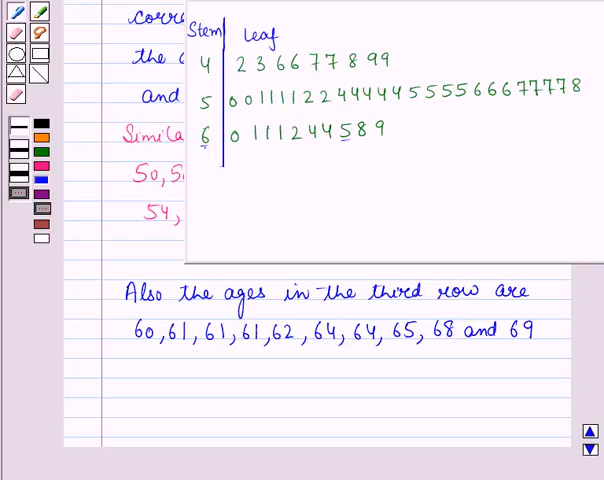 corre
the
and
Simila
50, 5
54,
Stem Leaf
4 2 3 6 6 7 7 8 9 9
5 0 0 1 1 1 1 2 2 4 4 4 4 4 5 5 5 5 6 6 6 7 7 7 7 8
6 0 1 1 1 2 4 4 5 8 9
Also the ages in the third row are
60, 61, 61, 61, 62, 64, 64, 65, 68 and 69